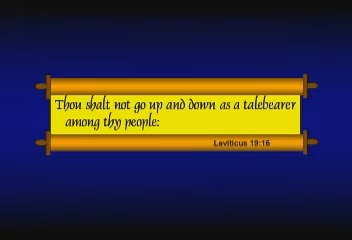 Thou shalt not go up and down as a talebearer
among thy people:
Leviticus 19:16